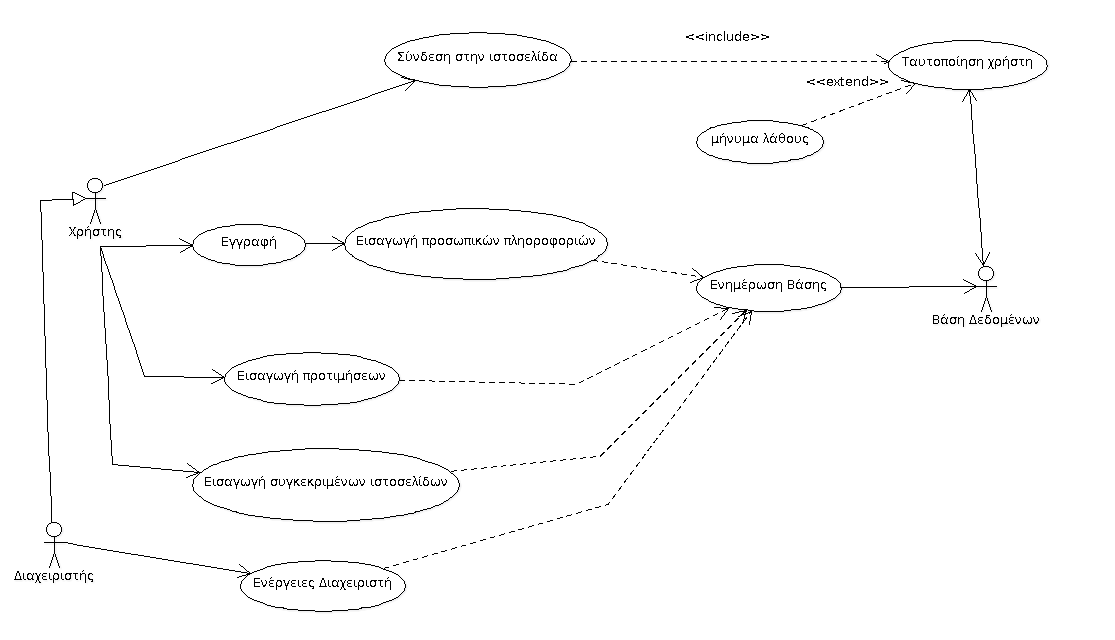 <<include>>
Σύνδεση στην ιστοσελίδα
Ταυτοποίηση χρήστη
<<extend>>
μήνυμα λάθους
Χρήστης
Εγγραφή
Εισαγωγή προσωπικών πληοροφοριών
Ενημέρωση Βάσης
Βάση Δεδομένων
Εισαγωγή προτιμήσεων
Εισαγωγή συγκεκριμένων ιστοσελίδων
Διαχειριστής
Ενέργειες Διαχειριστή